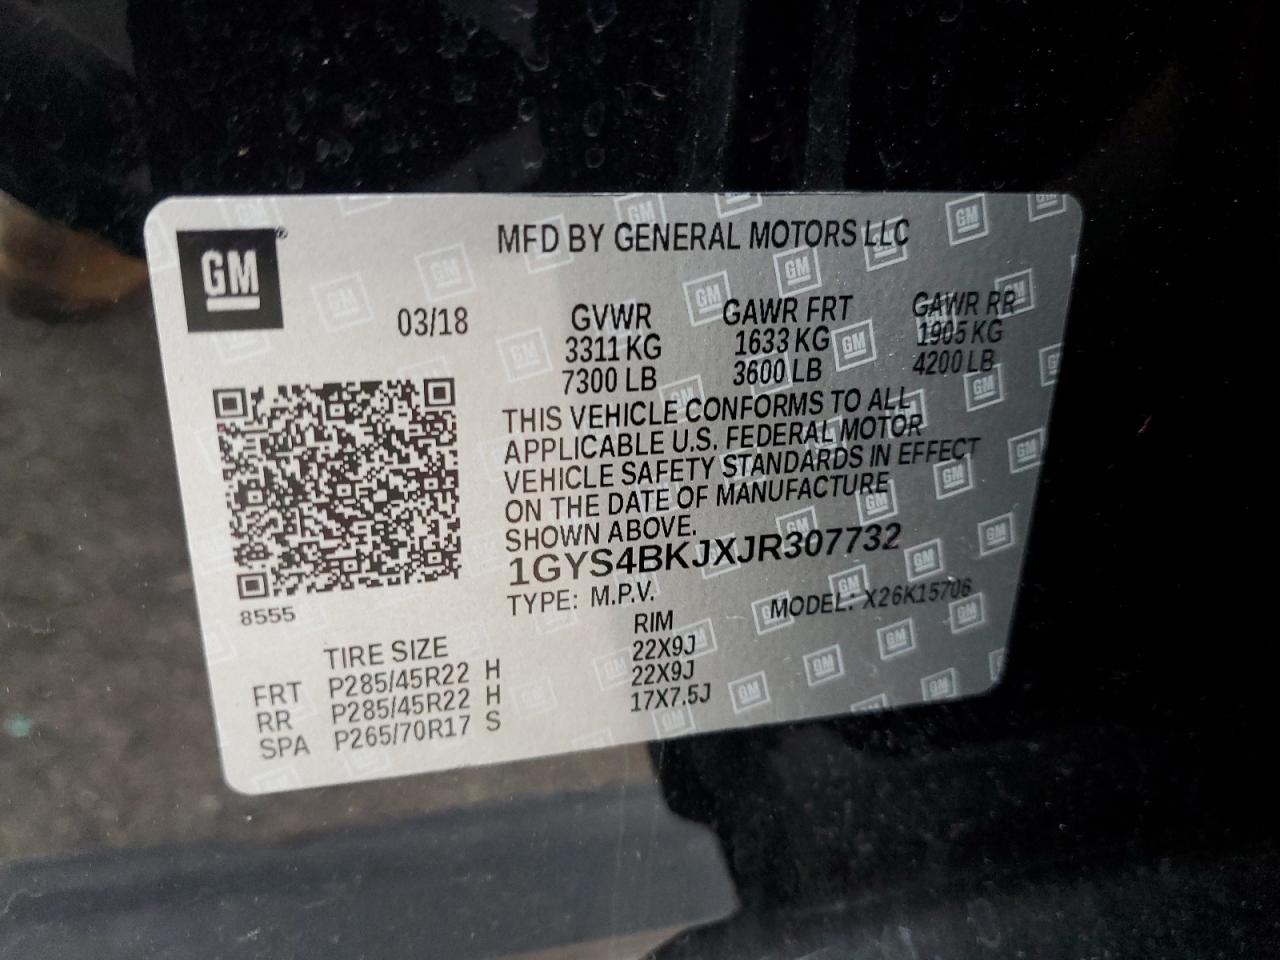 GM
MFD BY GENERAL MOTORS LLC
03/18
GVWR GAWR FRT GAWR RR
3311 KG 1633 KG 1905 KG
7300 LB 3600 LB 4200 LB
THIS VEHICLE CONFORMS TO ALL
APPLICABLE U.S. FEDERAL MOTOR
VEHICLE SAFETY STANDARDS IN EFFECT
ON THE DATE OF MANUFACTURE
SHOWN ABOVE.
1GYS4BKJXJR307732
TYPE: M.P.V. MODEL: X26K15706
8555
TIRE SIZE RIM
FRT P285/45R22 H 22X9J
RR P285/45R22 H 22X9J
SPA P265/70R17 S 17X7.5J